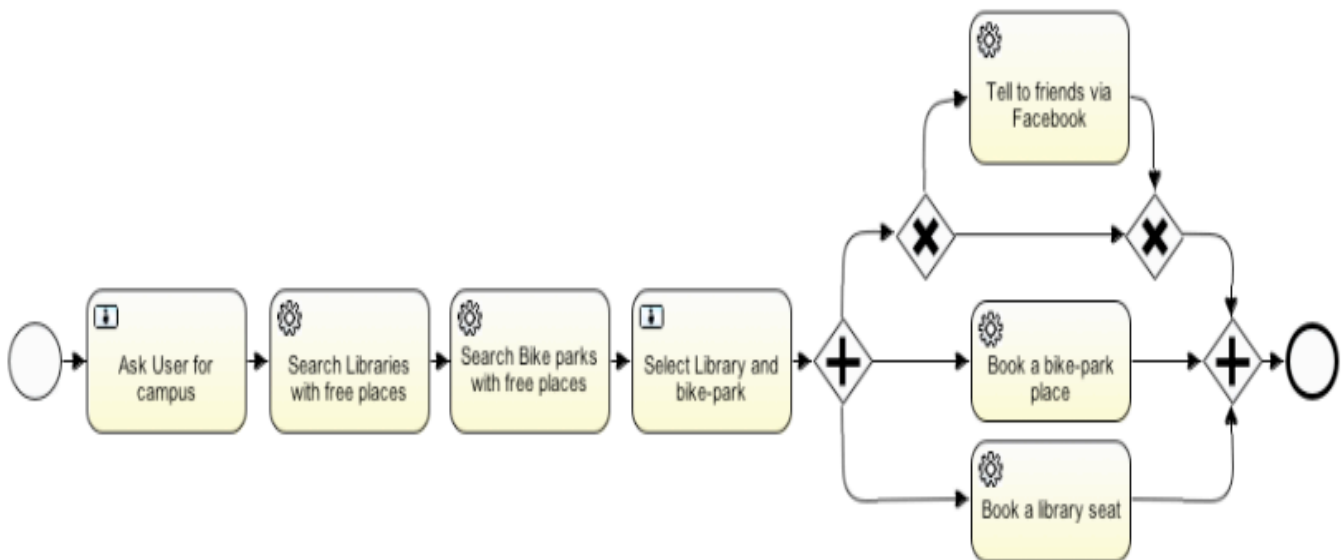 Tell to friends via
Facebook
Ask User for
campus
Search Libraries
with free places
Search Bike parks
with free places
Select Library and
bike-park
Book a bike-park
place
Book a library seat